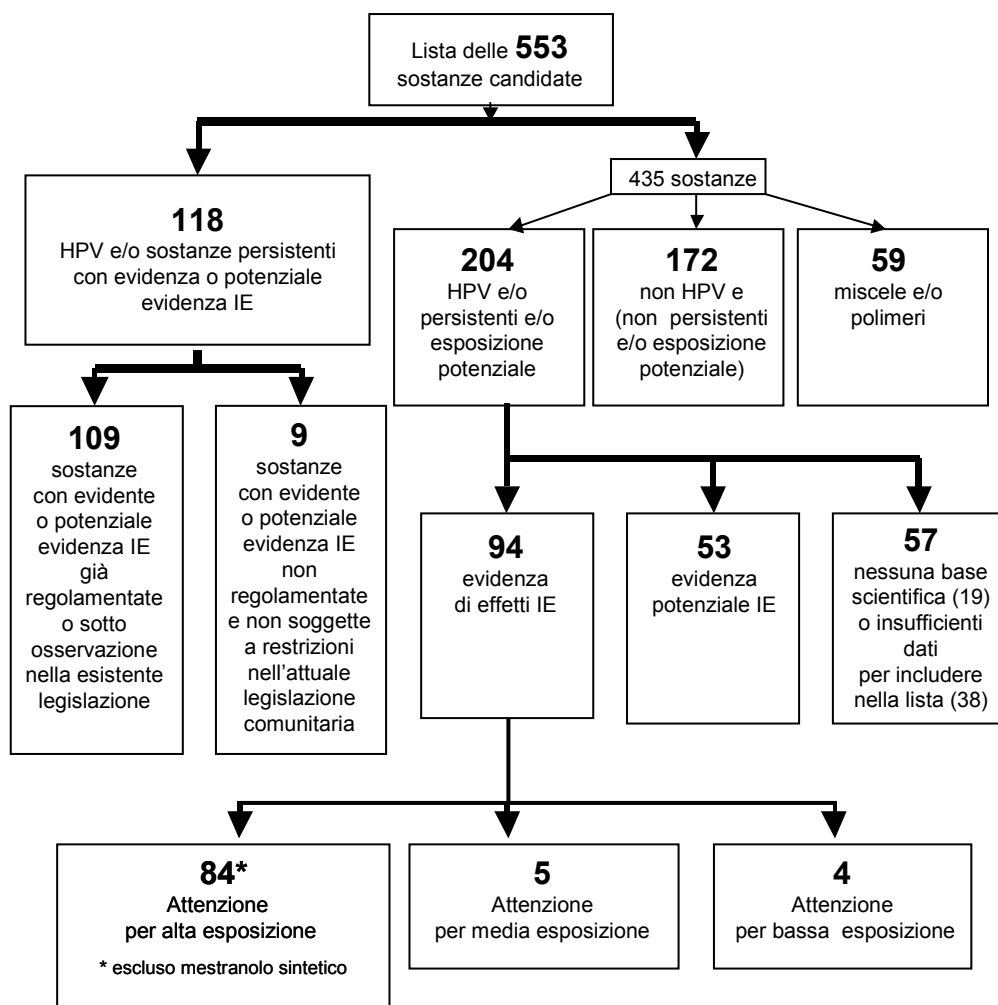 Lista delle 553
sostanze candidate
435 sostanze
118
HPV e/o sostanze persistenti
con evidenza o potenziale
evidenza IE
204
HPV e/o
persistenti e/o
esposizione
potenziale
172
non HPV e
(non persistenti
e/o esposizione
potenziale)
59
miscele e/o
polimeri
109
sostanze
con evidente
o potenziale
evidenza IE
già
regolamentate
o sotto
osservazione
nella esistente
legislazione
9
sostanze
con evidente
o potenziale
evidenza IE
non
regolamentate
e non soggette
a restrizioni
nell'attuale
legislazione
comunitaria
94
evidenza
di effetti IE
53
evidenza
potenziale IE
57
nessuna base
scientifica (19)
o insufficienti
dati
per includere
nella lista (38)
84*
Attenzione
per alta esposizione
* escluso mestranolo sintetico
5
Attenzione
per media esposizione
4
Attenzione
per bassa esposizione